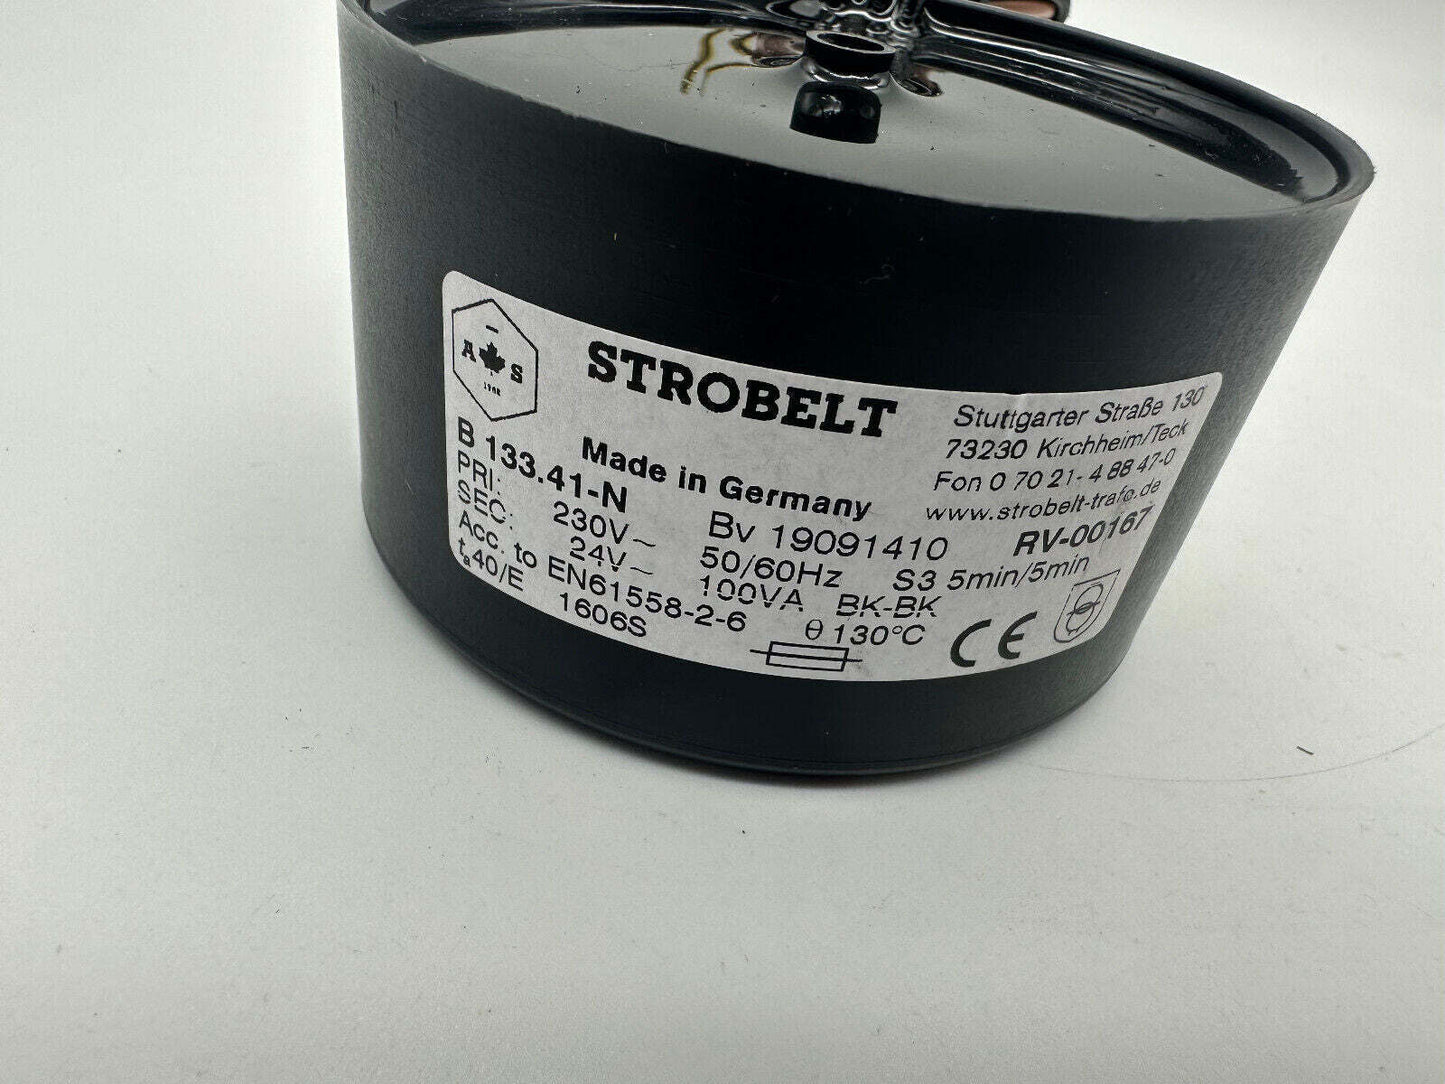 A S
STROBELT
Made in Germany
Stuttgarter Straße 130
73230 Kirchheim/Teck
Fon 0 70 21-4 88 47-0
www.strobelt-trafo.de
B 133.41-N
Bv 19091410
RV-00167
PRI: 230V~ 50/60Hz S3 5min/5min
SEC: 24V~ 100VA BK-BK
Acc. to EN61558-2-6 θ 130°C
ta40/E 1606S
CE